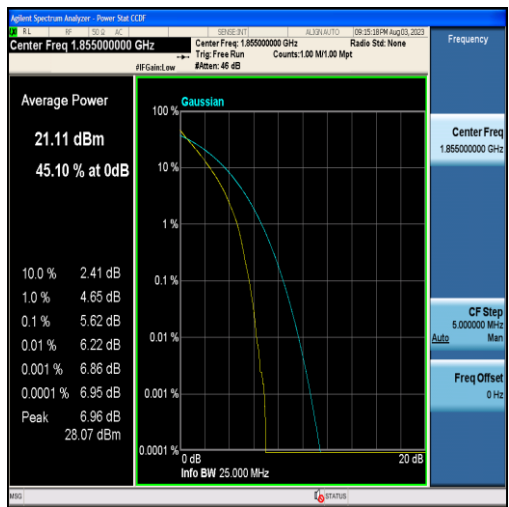 Agilent Spectrum Analyzer - Power Stat CCDF
RL RF 50 Ω AC SENSE:INT ALIGN AUTO 09:15:18PM Aug 03, 2023
Center Freq 1.855000000 GHz
Center Freq: 1.855000000 GHz Radio Std: None
Trig: Free Run Counts:1.00 M/1.00 Mpt
#IFGain:Low #Atten: 46 dB
Frequency
Average Power
21.11 dBm
45.10 % at 0dB
10.0 % 2.41 dB
1.0 % 4.65 dB
0.1 % 5.62 dB
0.01 % 6.22 dB
0.001 % 6.86 dB
0.0001 % 6.95 dB
Peak 6.96 dB
28.07 dBm
Gaussian
100 %
10 %
1 %
0.1 %
0.01 %
0.001 %
0.0001 %
0 dB 20 dB
Info BW 25.000 MHz
Center Freq
1.855000000 GHz
CF Step
5.000000 MHz
Auto Man
Freq Offset
0 Hz
MSG STATUS